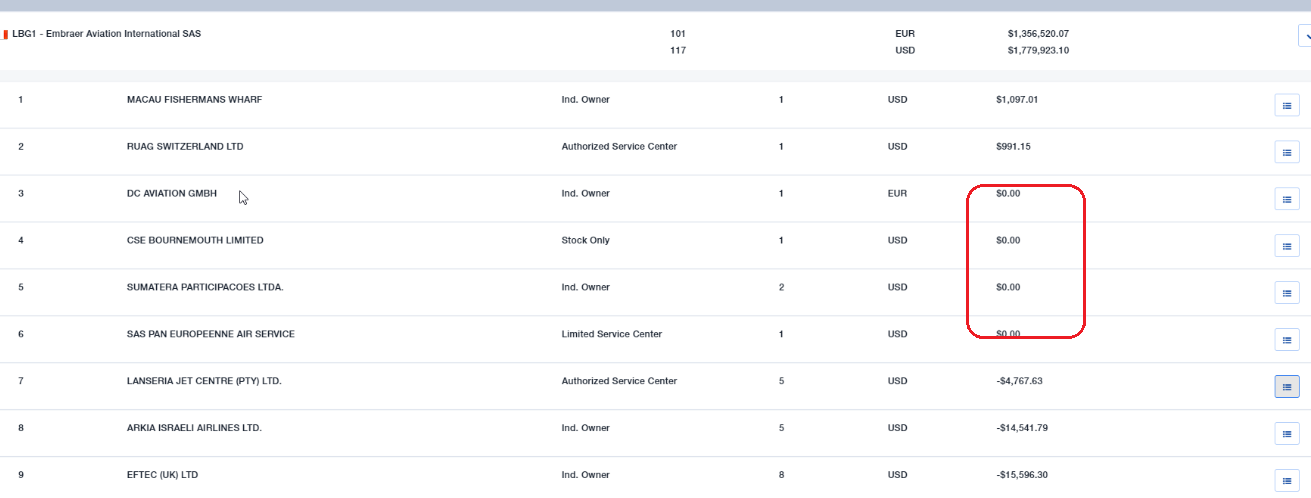 LBG1 - Embraer Aviation International SAS 101 EUR $1,356,520.07
117 USD $1,779,923.10
1 MACAU FISHERMANS WHARF Ind. Owner 1 USD $1,097.01
2 RUAG SWITZERLAND LTD Authorized Service Center 1 USD $991.15
3 DC AVIATION GMBH Ind. Owner 1 EUR $0.00
4 CSE BOURNEMOUTH LIMITED Stock Only 1 USD $0.00
5 SUMATERA PARTICIPACOES LTDA. Ind. Owner 2 USD $0.00
6 SAS PAN EUROPEENNE AIR SERVICE Limited Service Center 1 USD $0.00
7 LANSERIA JET CENTRE (PTY) LTD. Authorized Service Center 5 USD -$4,767.63
8 ARKIA ISRAELI AIRLINES LTD. Ind. Owner 5 USD -$14,541.79
9 EFTEC (UK) LTD Ind. Owner 8 USD -$15,596.30